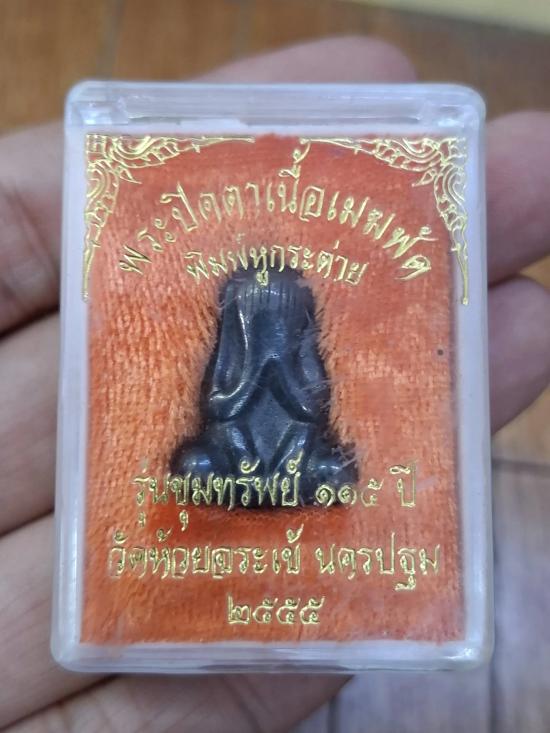 พระปิดตาเนื้อเมฆพัด
พิมพ์หูกระต่าย
รุ่นชุมทรัพย์ ๑๑๕ ปี
วัดห้วยจระเข้ นครปฐม
๒๕๕๕